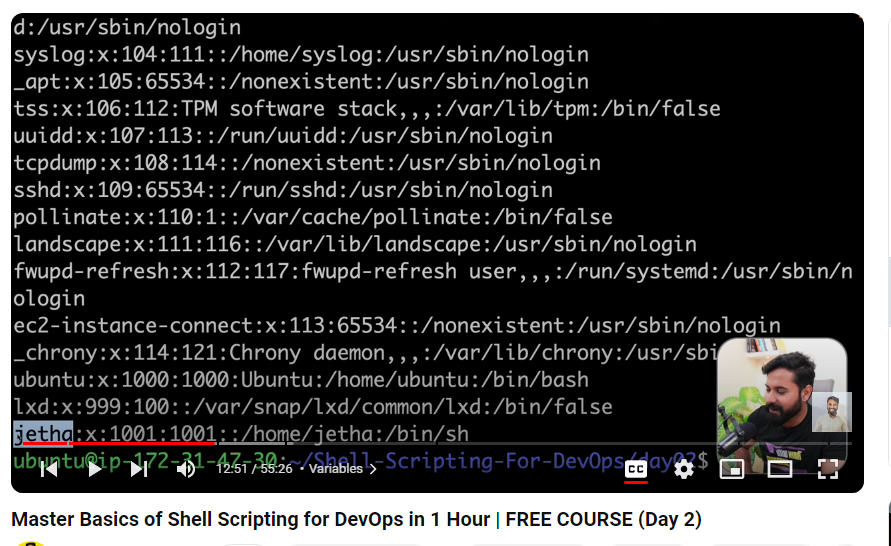 d:/usr/sbin/nologin
syslog:x:104:111::/home/syslog:/usr/sbin/nologin
_apt:x:105:65534::/nonexistent:/usr/sbin/nologin
tss:x:106:112:TPM software stack,,,:/var/lib/tpm:/bin/false
uuidd:x:107:113::/run/uuidd:/usr/sbin/nologin
tcpdump:x:108:114::/nonexistent:/usr/sbin/nologin
sshd:x:109:65534::/run/sshd:/usr/sbin/nologin
pollinate:x:110:1::/var/cache/pollinate:/bin/false
landscape:x:111:116::/var/lib/landscape:/usr/sbin/nologin
fwupd-refresh:x:112:117:fwupd-refresh user,,,:/run/systemd:/usr/sbin/n
ologin
ec2-instance-connect:x:113:65534::/nonexistent:/usr/sbin/nologin
_chrony:x:114:121:Chrony daemon,,,:/var/lib/chrony:/usr/sbi
ubuntu:x:1000:1000:Ubuntu:/home/ubuntu:/bin/bash
lxd:x:999:100::/var/snap/lxd/common/lxd:/bin/false
jetha:x:1001:1001::/home/jetha:/bin/sh
ubuntu@ip-172-31-47-30:~/Shell-Scripting-For-DevOps/day02$
2:51 / 55:26 • Variables
CC
Master Basics of Shell Scripting for DevOps in 1 Hour | FREE COURSE (Day 2)